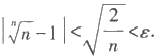 |ⁿ√n − 1| < √(2/n) < ε.